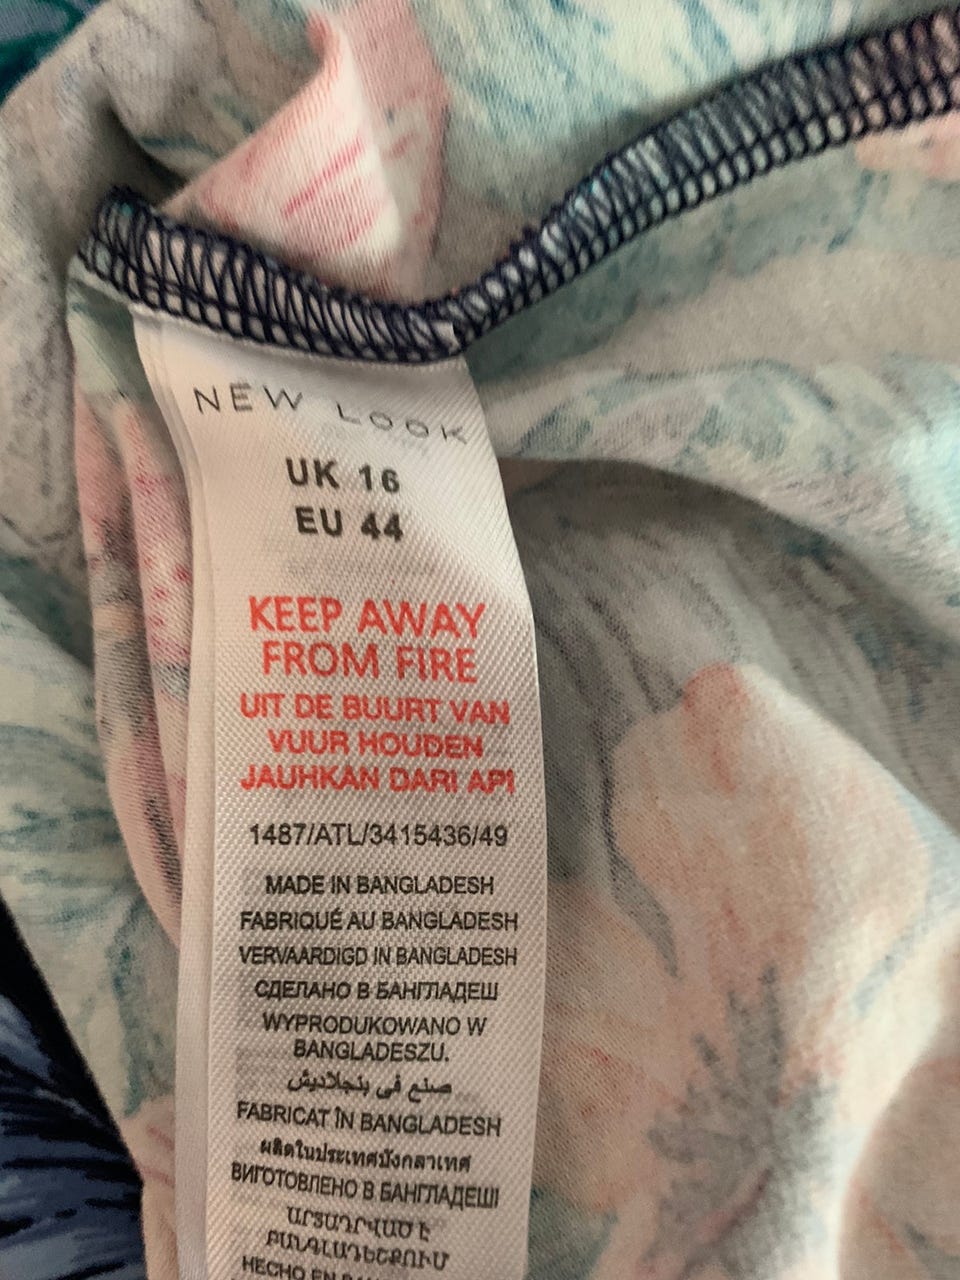 NEW LOOK
UK 16
EU 44
KEEP AWAY
FROM FIRE
UIT DE BUURT VAN
VUUR HOUDEN
JAUHKAN DARI API
1487/ATL/3415436/49
MADE IN BANGLADESH
FABRIQUÉ AU BANGLADESH
VERVAARDIGD IN BANGLADESH
СДЕЛАНО В БАНГЛАДЕШ
WYPRODUKOWANO W
BANGLADESZU.
صنع في بنجلاديش
FABRICAT ÎN BANGLADESH
ผลิตในประเทศบังกลาเทศ
ВИГОТОВЛЕНО В БАНГЛАДЕШІ
ԱՐՏԱԴՐՎԱԾ Է
ԲԱՆԳԼԱԴԵՇՔՈՒՄ
HECHO EN